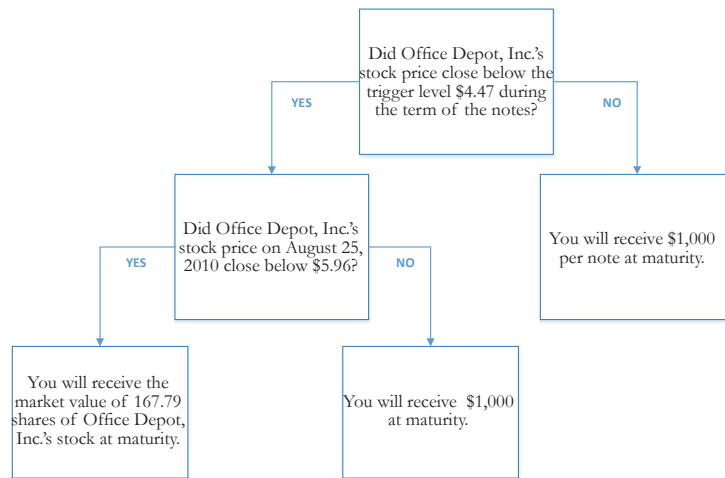 Did Office Depot, Inc.'s
stock price close below the
trigger level $4.47 during
the term of the notes?
YES
NO
Did Office Depot, Inc.'s
stock price on August 25,
2010 close below $5.96?
You will receive $1,000
per note at maturity.
YES
NO
You will receive the
market value of 167.79
shares of Office Depot,
Inc.'s stock at maturity.
You will receive $1,000
at maturity.